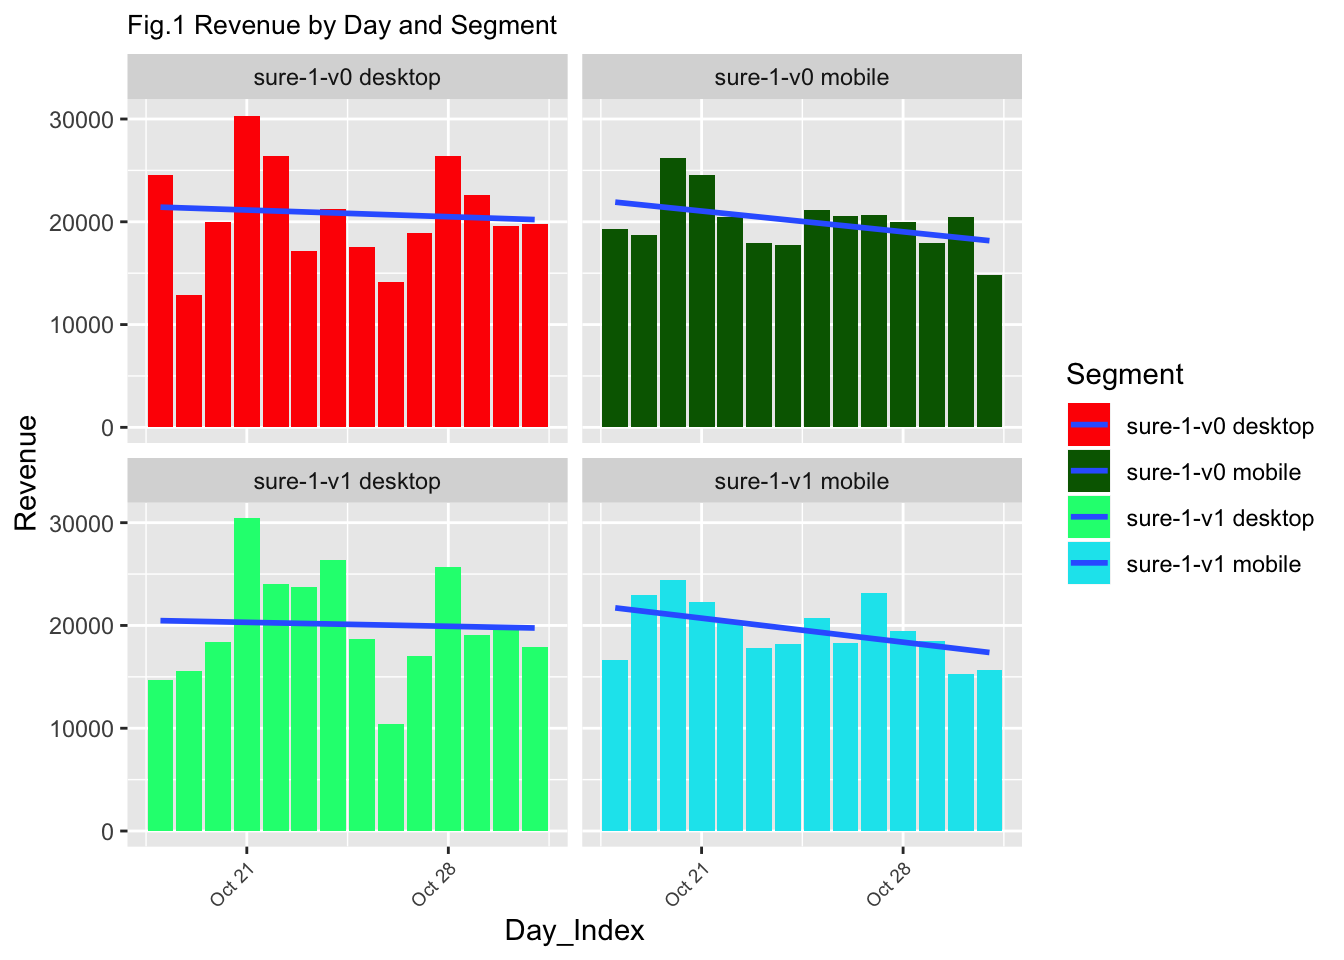 Fig.1 Revenue by Day and Segment
sure-1-v0 desktop
sure-1-v0 mobile
30000
20000
10000
0
sure-1-v1 desktop
sure-1-v1 mobile
30000
20000
10000
0
Revenue
Oct 21
Oct 28
Oct 21
Oct 28
Day_Index
Segment
sure-1-v0 desktop
sure-1-v0 mobile
sure-1-v1 desktop
sure-1-v1 mobile